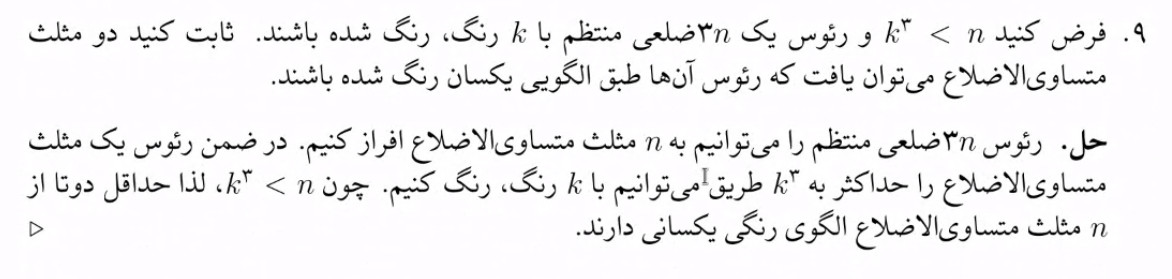 ۹. فرض کنید k³ < n و رئوس یک ۳nضلعی منتظم با k رنگ، رنگ شده باشند. ثابت کنید دو مثلث
متساوی‌الاضلاع می‌توان یافت که رئوس آن‌ها طبق الگویی یکسان رنگ شده باشند.
حل. رئوس ۳nضلعی منتظم را می‌توانیم به n مثلث متساوی‌الاضلاع افراز کنیم. در ضمن رئوس یک مثلث
متساوی‌الاضلاع را حداکثر به k³ طریق می‌توانیم با k رنگ، رنگ کنیم. چون k³ < n، لذا حداقل دوتا از
n مثلث متساوی‌الاضلاع الگوی رنگی یکسانی دارند. ▷